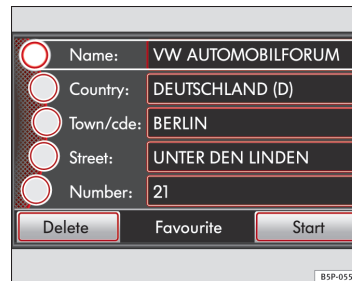 Name: VW AUTOMOBILFORUM
Country: DEUTSCHLAND (D)
Town/cde: BERLIN
Street: UNTER DEN LINDEN
Number: 21
Delete Favourite Start
B5P-055